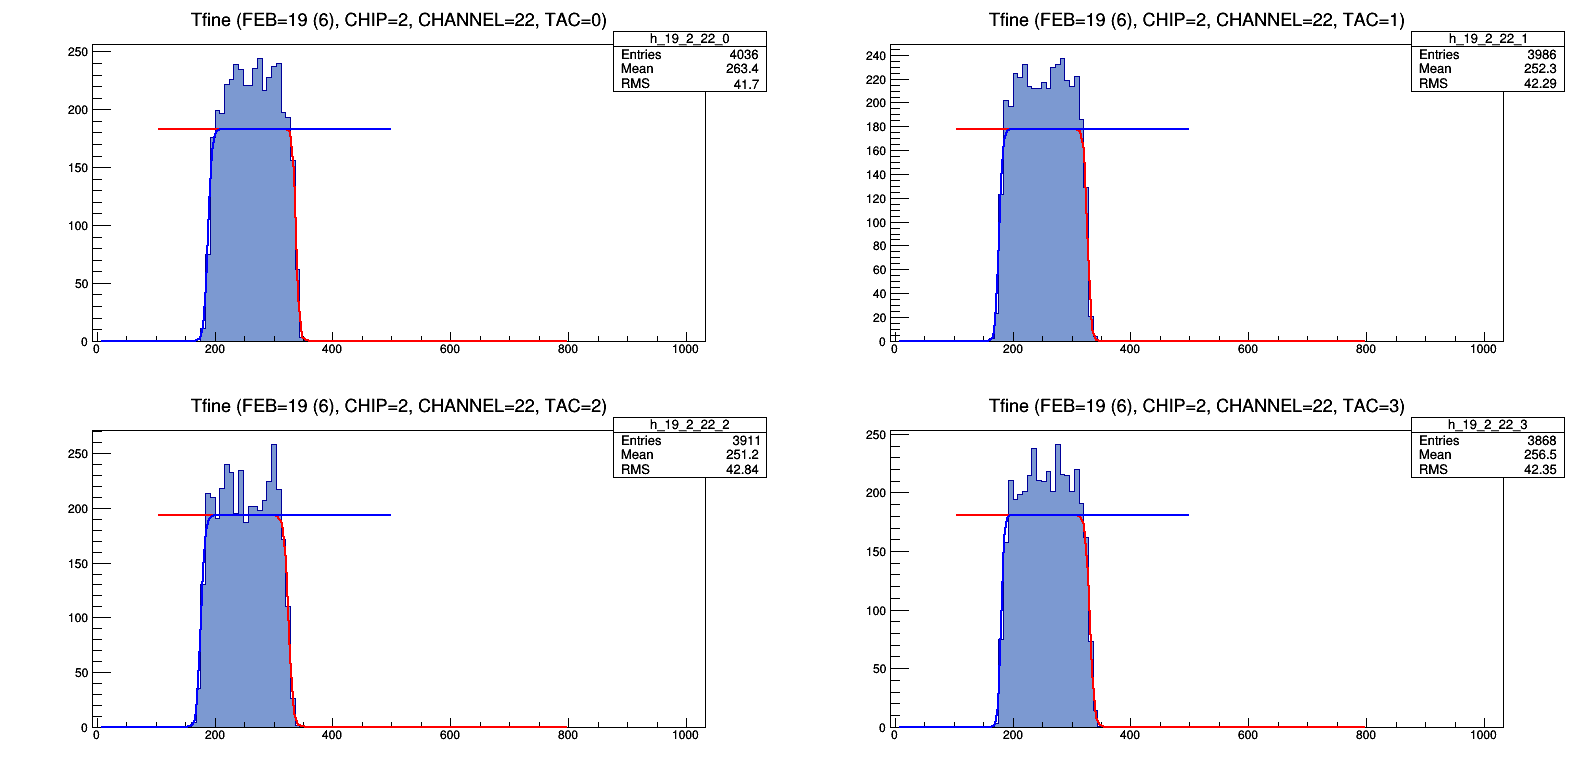 Tfine (FEB=19 (6), CHIP=2, CHANNEL=22, TAC=0)
h_19_2_22_0
Entries 4036
Mean 263.4
RMS 41.7
250
200
150
100
50
0
0 200 400 600 800 1000
Tfine (FEB=19 (6), CHIP=2, CHANNEL=22, TAC=1)
h_19_2_22_1
Entries 3986
Mean 252.3
RMS 42.29
240
220
200
180
160
140
120
100
80
60
40
20
0
0 200 400 600 800 1000
Tfine (FEB=19 (6), CHIP=2, CHANNEL=22, TAC=2)
h_19_2_22_2
Entries 3911
Mean 251.2
RMS 42.84
250
200
150
100
50
0
0 200 400 600 800 1000
Tfine (FEB=19 (6), CHIP=2, CHANNEL=22, TAC=3)
h_19_2_22_3
Entries 3868
Mean 256.5
RMS 42.35
250
200
150
100
50
0
0 200 400 600 800 1000